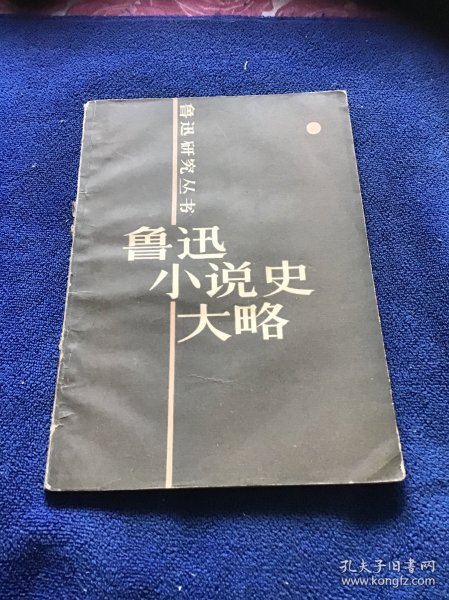 鲁迅研究丛书
鲁迅
小说史
大略
孔夫子旧书网
www.kongfz.com